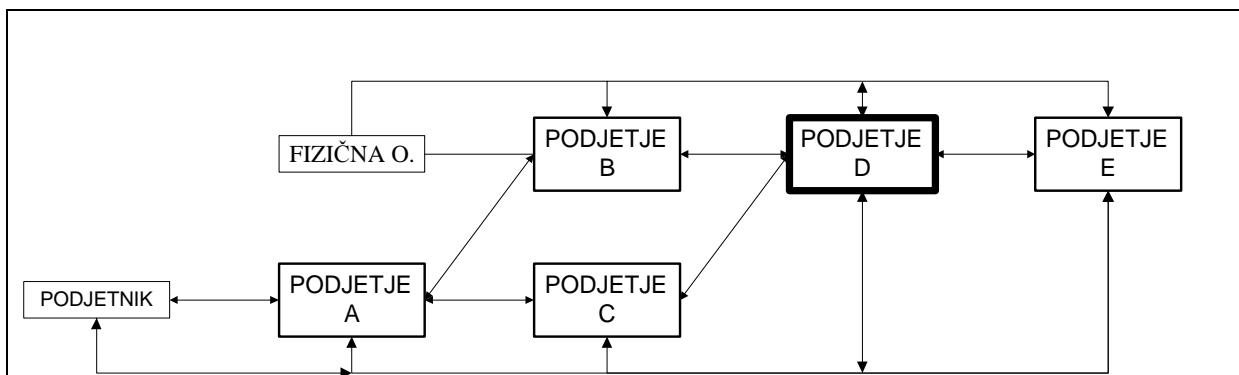 FIZIČNA O.
PODJETJE
B
PODJETJE
D
PODJETJE
E
PODJETNIK
PODJETJE
A
PODJETJE
C